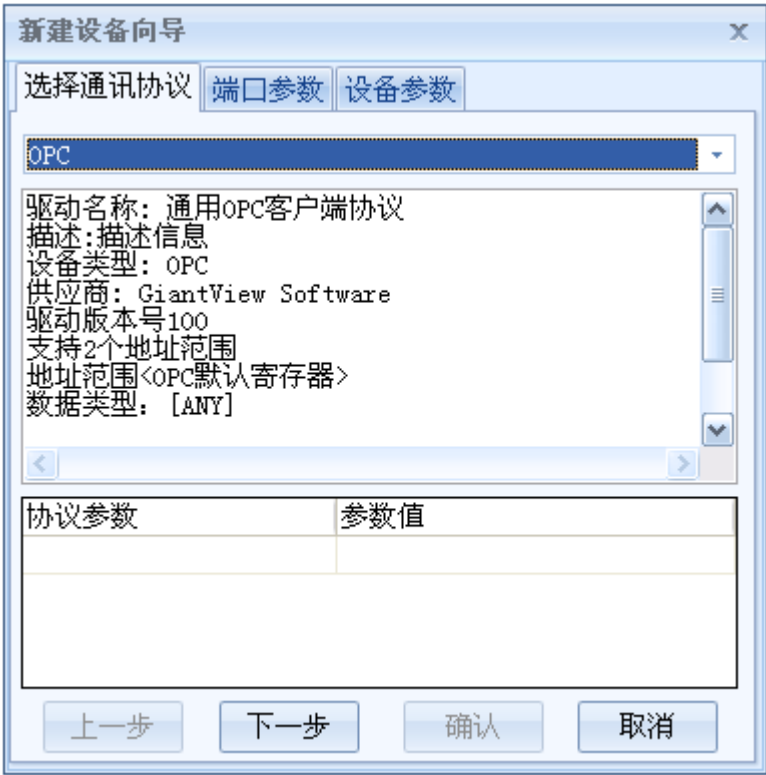 新建设备向导
选择通讯协议 端口参数 设备参数
OPC
驱动名称: 通用OPC客户端协议
描述:描述信息
设备类型: OPC
供应商: GiantView Software
驱动版本号100
支持2个地址范围
地址范围<OPC默认寄存器>
数据类型: [ANY]
协议参数 参数值
上一步 下一步 确认 取消